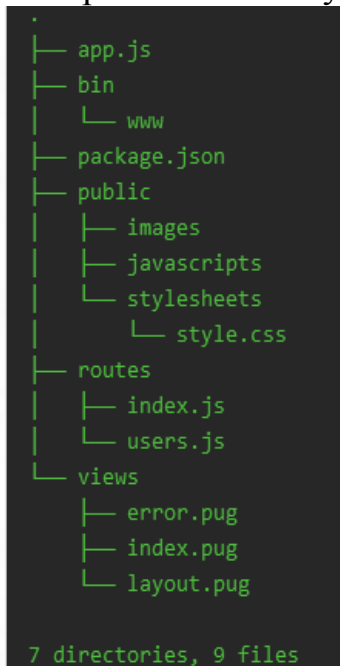 .
├── app.js
├── bin
│   └── www
├── package.json
├── public
│   ├── images
│   ├── javascripts
│   └── stylesheets
│       └── style.css
├── routes
│   ├── index.js
│   └── users.js
└── views
    ├── error.pug
    ├── index.pug
    └── layout.pug
7 directories, 9 files